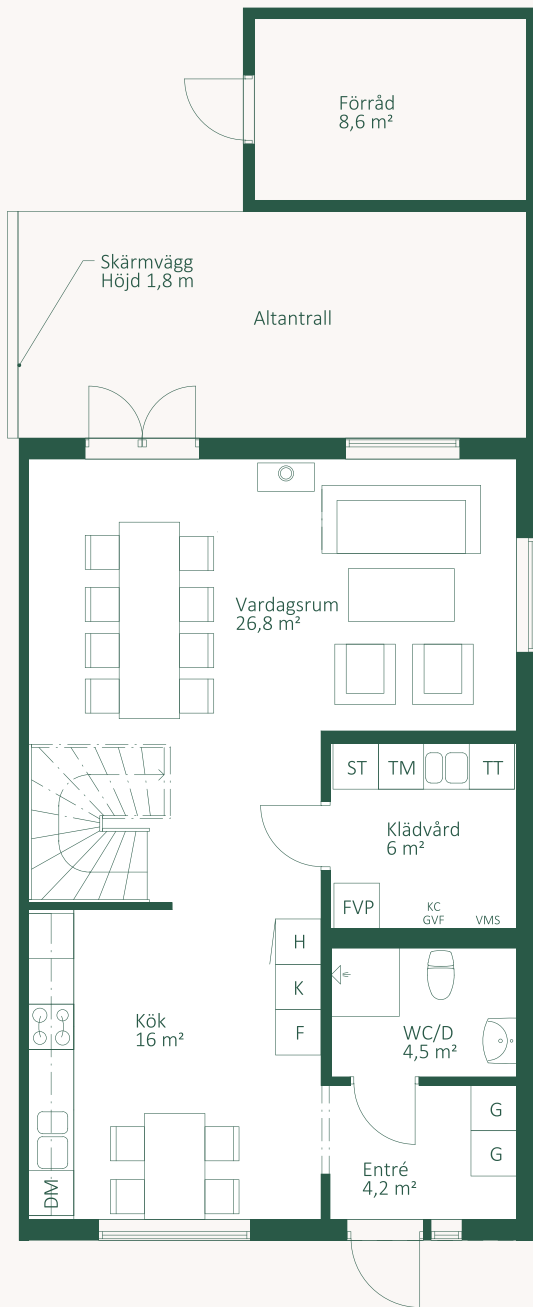 Förråd
8,6 m²
Skärmvägg
Höjd 1,8 m
Altantrall
Vardagsrum
26,8 m²
ST TM TT
Klädvård
6 m²
FVP
KC
GVF
VMS
H
K
F
Kök
16 m²
WC/D
4,5 m²
G
G
Entré
4,2 m²
DM